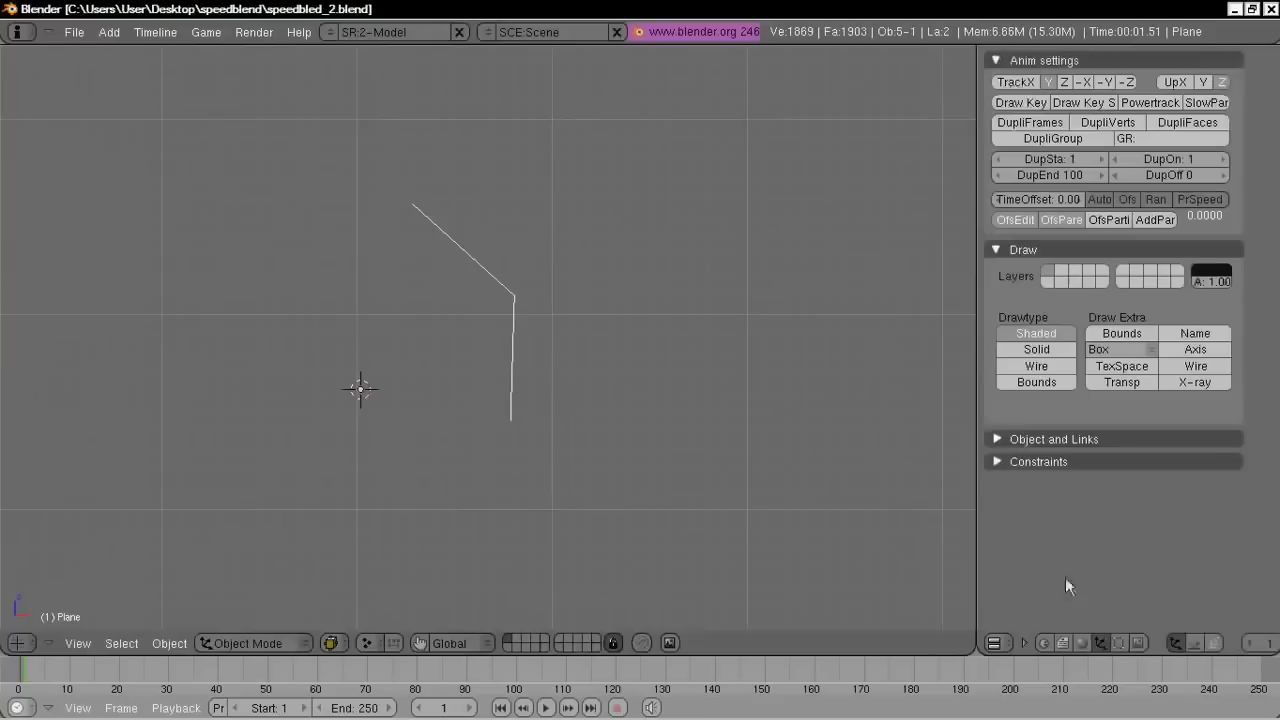 Blender [C:\Users\User\Desktop\speedblend\speedbled_2.blend]
File Add Timeline Game Render Help SR:2-Model SCE:Scene www.blender.org 246 Ve:1869 | Fa:1903 | Ob:5-1 | La:2 | Mem:6.66M (15.30M) | Time:00:01.51 | Plane
Anim settings
TrackX Y Z -X -Y -Z UpX Y Z
Draw Key Draw Key S Powertrack SlowPar
DupliFrames DupliVerts DupliFaces
DupliGroup GR:
DupSta: 1 DupOn: 1
DupEnd 100 DupOff 0
TimeOffset: 0.00 Auto Ofs Ran PrSpeed
OfsEdit OfsPare OfsParti AddPar 0.0000
Draw
Layers A: 1.00
Drawtype Draw Extra
Shaded Bounds Name
Solid Box Axis
Wire TexSpace Wire
Bounds Transp X-ray
Object and Links
Constraints
(1) Plane
View Select Object Object Mode Global 1
0 10 20 30 40 50 60 70 80 90 100 110 120 130 140 150 160 170 180 190 200 210 220 230 240 250
View Frame Playback Pr Start: 1 End: 250 1